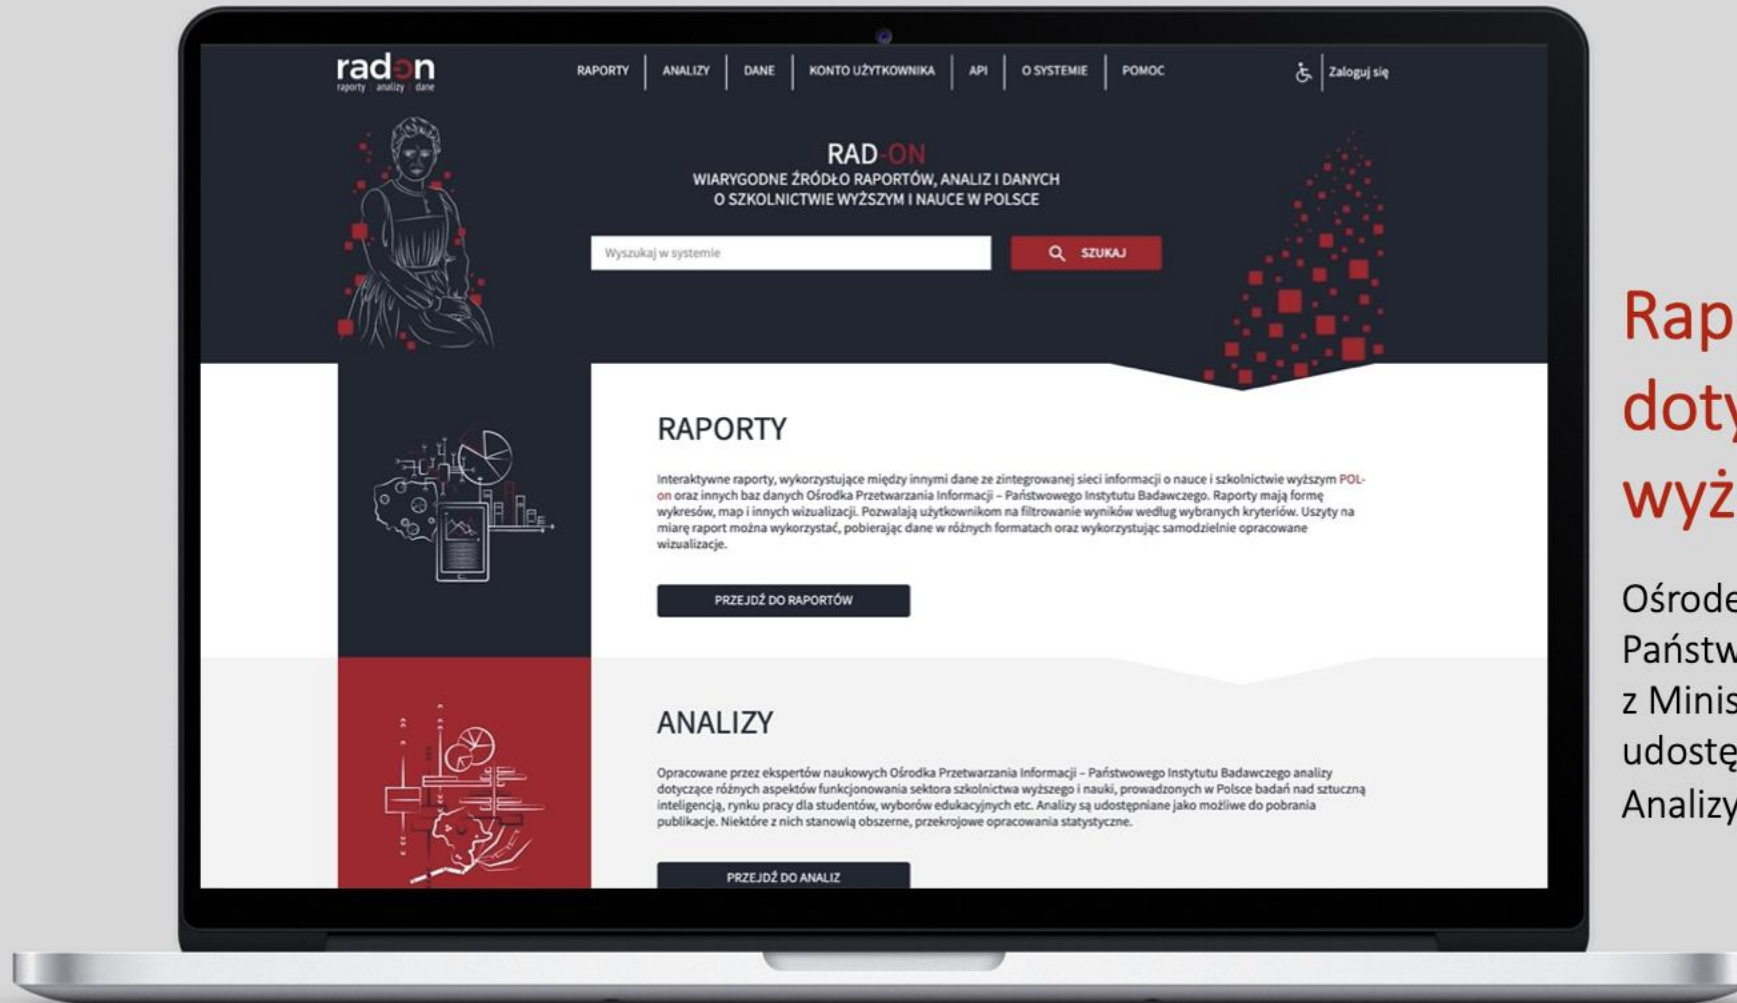 radon
raporty | analizy | dane
RAPORTY
ANALIZY
DANE
KONTO UŻYTKOWNIKA
API
O SYSTEMIE
POMOC
Zaloguj się
RAD-ON
WIARYGODNE ŹRÓDŁO RAPORTÓW, ANALIZ I DANYCH
O SZKOLNICTWIE WYŻSZYM I NAUCE W POLSCE
Wyszukaj w systemie
SZUKAJ
RAPORTY
Interaktywne raporty, wykorzystujące między innymi dane ze zintegrowanej sieci informacji o nauce i szkolnictwie wyższym POL-
on oraz innych baz danych Ośrodka Przetwarzania Informacji – Państwowego Instytutu Badawczego. Raporty mają formę
wykresów, map i innych wizualizacji. Pozwalają użytkownikom na filtrowanie wyników według wybranych kryteriów. Uszyty na
miarę raport można wykorzystać, pobierając dane w różnych formatach oraz wykorzystując samodzielnie opracowane
wizualizacje.
PRZEJDŹ DO RAPORTÓW
ANALIZY
Opracowane przez ekspertów naukowych Ośrodka Przetwarzania Informacji – Państwowego Instytutu Badawczego analizy
dotyczące różnych aspektów funkcjonowania sektora szkolnictwa wyższego i nauki, prowadzonych w Polsce badań nad sztuczną
inteligencją, rynku pracy dla studentów, wyborów edukacyjnych etc. Analizy są udostępniane jako możliwe do pobrania
publikacje. Niektóre z nich stanowią obszerne, przekrojowe opracowania statystyczne.
PRZEJDŹ DO ANALIZ
z
Analizy